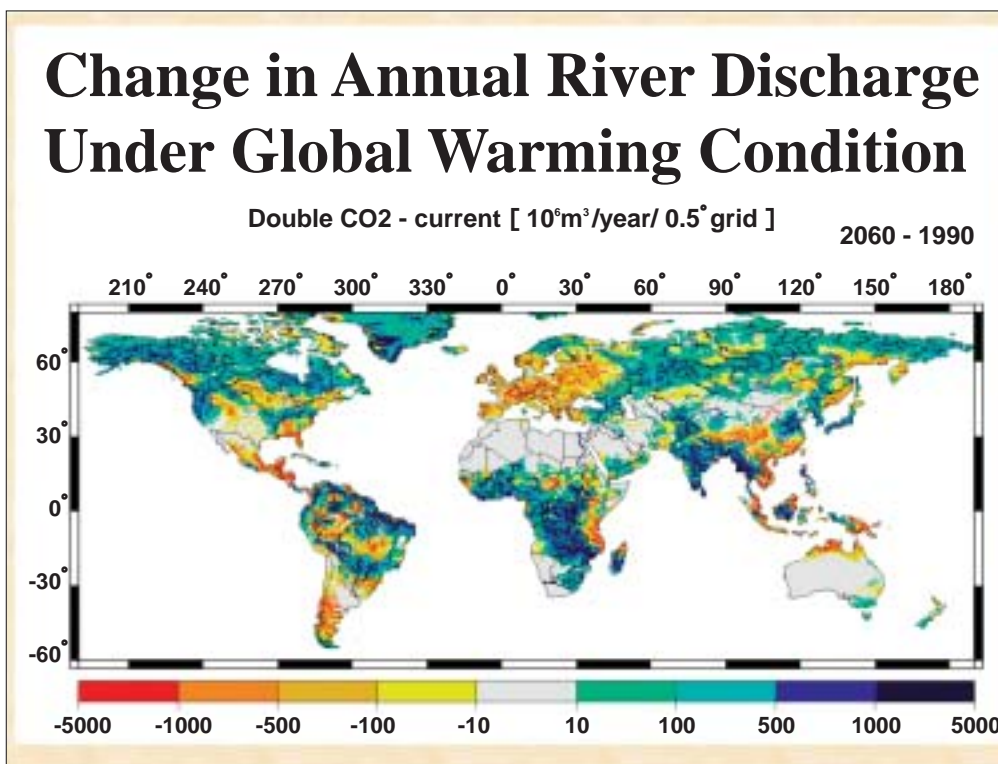 Change in Annual River Discharge
Under Global Warming Condition
Double CO2 - current [ 10⁶m³/year/ 0.5° grid ]
2060 - 1990
210° 240° 270° 300° 330° 0° 30° 60° 90° 120° 150° 180°
60°
30°
0°
-30°
-60°
-5000 -1000 -500 -100 -10 10 100 500 1000 5000